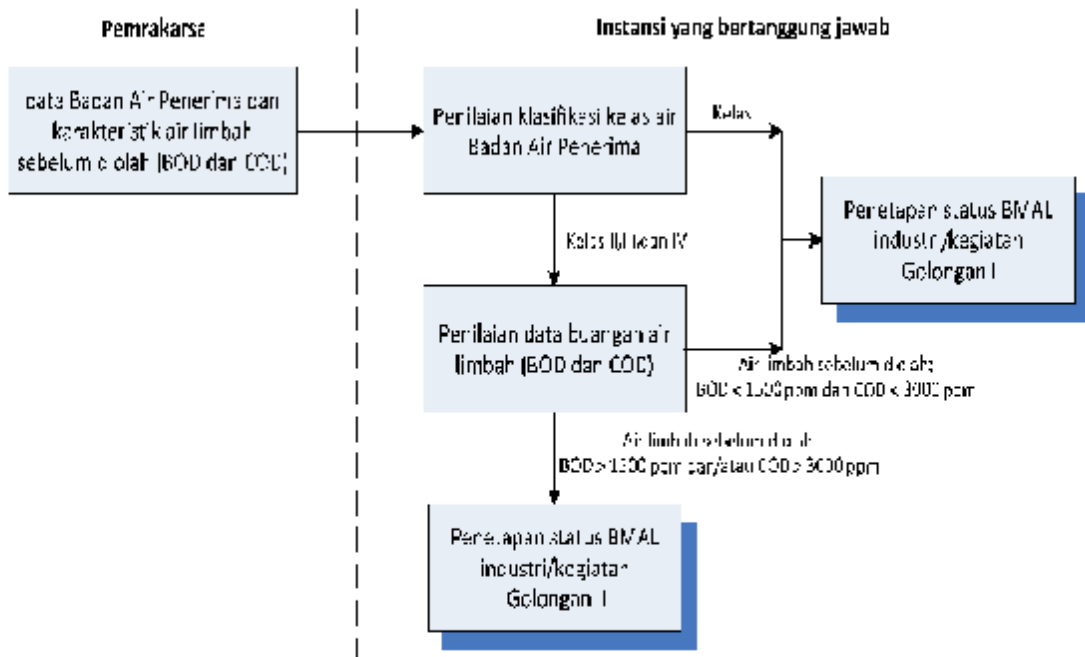 Pemrakarsa
Instansi yang bertanggung jawab
data Badan Air Penerima dan
karakteristik air limbah
sebelum diolah (BOD dan COD)
Penilaian klasifikasi kelas air
Badan Air Penerima
Kelas
Penetapan status BMAL
industri/kegiatan
Golongan I
Kelas dan IV
Penilaian data buangan air
limbah (BOD dan COD)
Air limbah sebelum diolah;
BOD < 1500 ppm dan COD < ppm
Air limbah sebelum diolah
BOD > 1500 ppm dan/atau COD > 3000 ppm
Penetapan status BMAL
industri/kegiatan
Golongan II